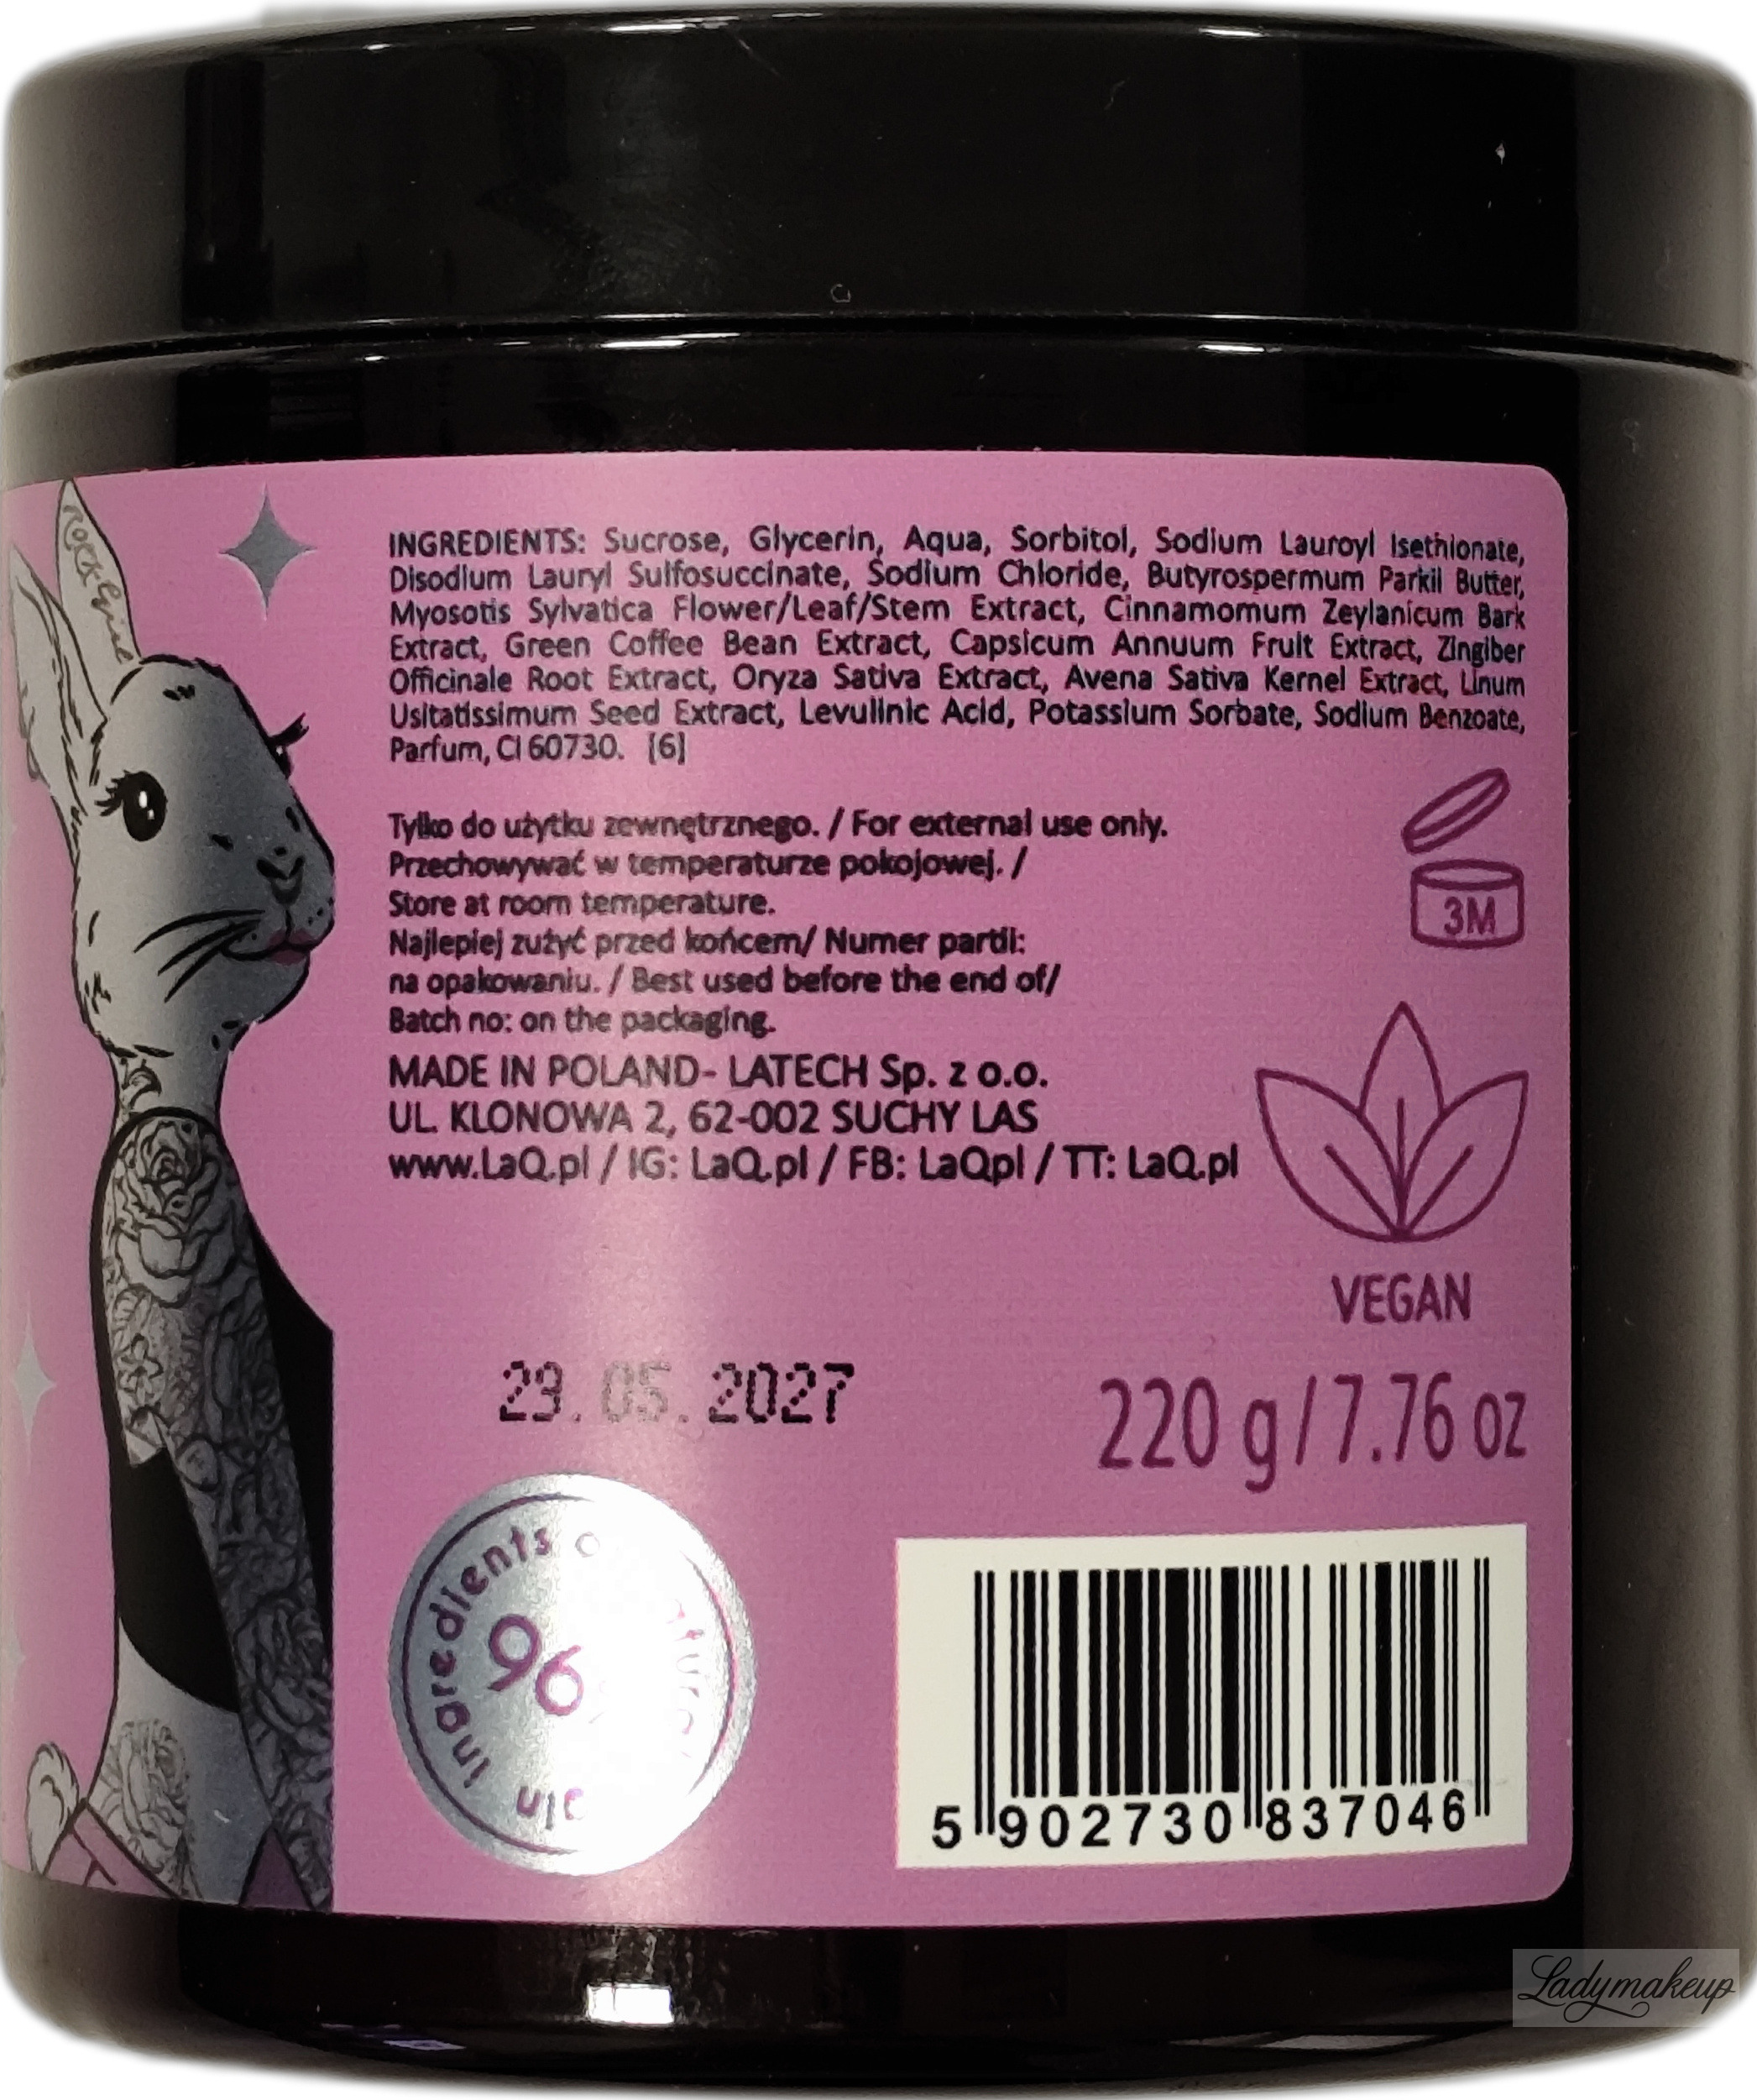 Rock Girl
INGREDIENTS: Sucrose, Glycerin, Aqua, Sorbitol, Sodium Lauroyl Isethionate,
Disodium Lauryl Sulfosuccinate, Sodium Chloride, Butyrospermum Parkii Butter,
Myosotis Sylvatica Flower/Leaf/Stem Extract, Cinnamomum Zeylanicum Bark
Extract, Green Coffee Bean Extract, Capsicum Annuum Fruit Extract, Zingiber
Officinale Root Extract, Oryza Sativa Extract, Avena Sativa Kernel Extract, Linum
Usitatissimum Seed Extract, Levulinic Acid, Potassium Sorbate, Sodium Benzoate,
Parfum, CI 60730. [6]
Tylko do użytku zewnętrznego. / For external use only.
Przechowywać w temperaturze pokojowej. /
Store at room temperature.
Najlepiej zużyć przed końcem/ Numer partii:
na opakowaniu. / Best used before the end of/
Batch no: on the packaging.
3M
MADE IN POLAND- LATECH Sp. z o.o.
UL. KLONOWA 2, 62-002 SUCHY LAS
www.LaQ.pl / IG: LaQ.pl / FB: LaQpl / TT: LaQ.pl
VEGAN
29.05.2027
220 g / 7.76 oz
ingredients
96
5 902730 837046
Ladymakeup